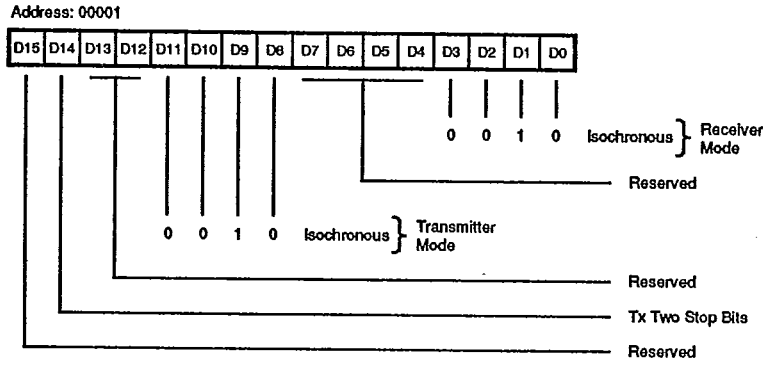 Address: 00001
D15 D14 D13 D12 D11 D10 D9 D8 D7 D6 D5 D4 D3 D2 D1 D0
0 0 1 0 Isochronous } Receiver Mode
Reserved
0 0 1 0 Isochronous } Transmitter Mode
Reserved
Tx Two Stop Bits
Reserved